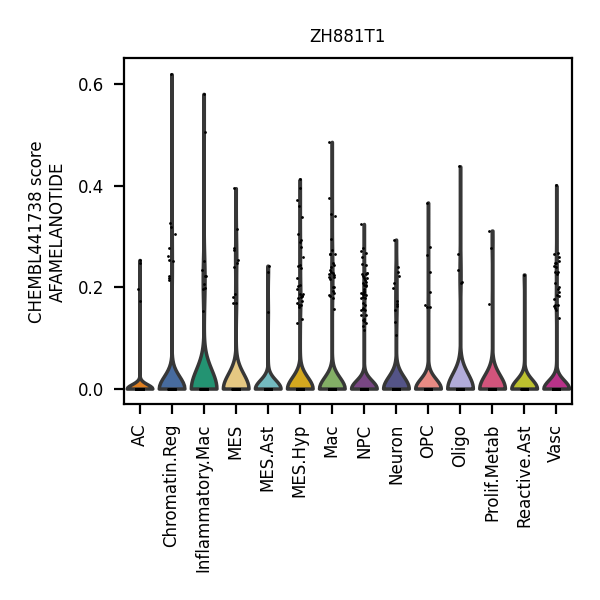 ZH881T1
CHEMBL441738 score
AFAMELANOTIDE
0.6
0.4
0.2
0.0
AC
Chromatin.Reg
Inflammatory.Mac
MES
MES.Ast
MES.Hyp
Mac
NPC
Neuron
OPC
Oligo
Prolif.Metab
Reactive.Ast
Vasc